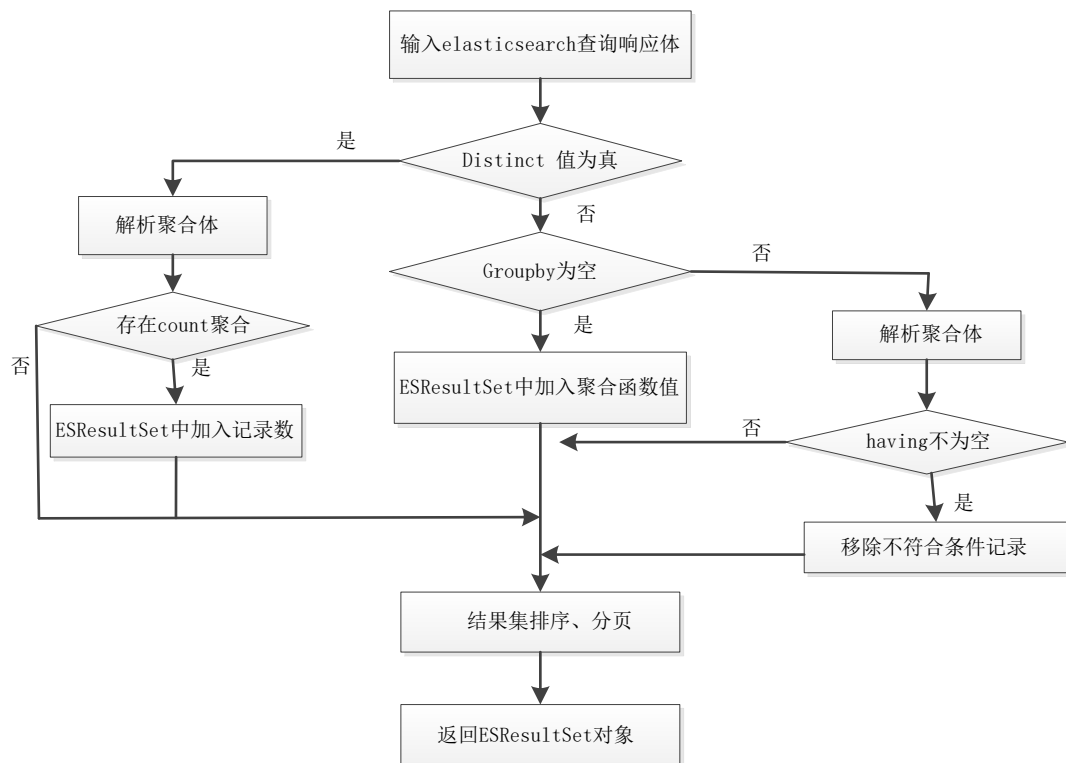 输入elasticsearch查询响应体
是
Distinct 值为真
否
解析聚合体
Groupby为空
否
存在count聚合
是
解析聚合体
否
是
ESResultSet中加入聚合函数值
ESResultSet中加入记录数
否
having不为空
是
移除不符合条件记录
结果集排序、分页
返回ESResultSet对象